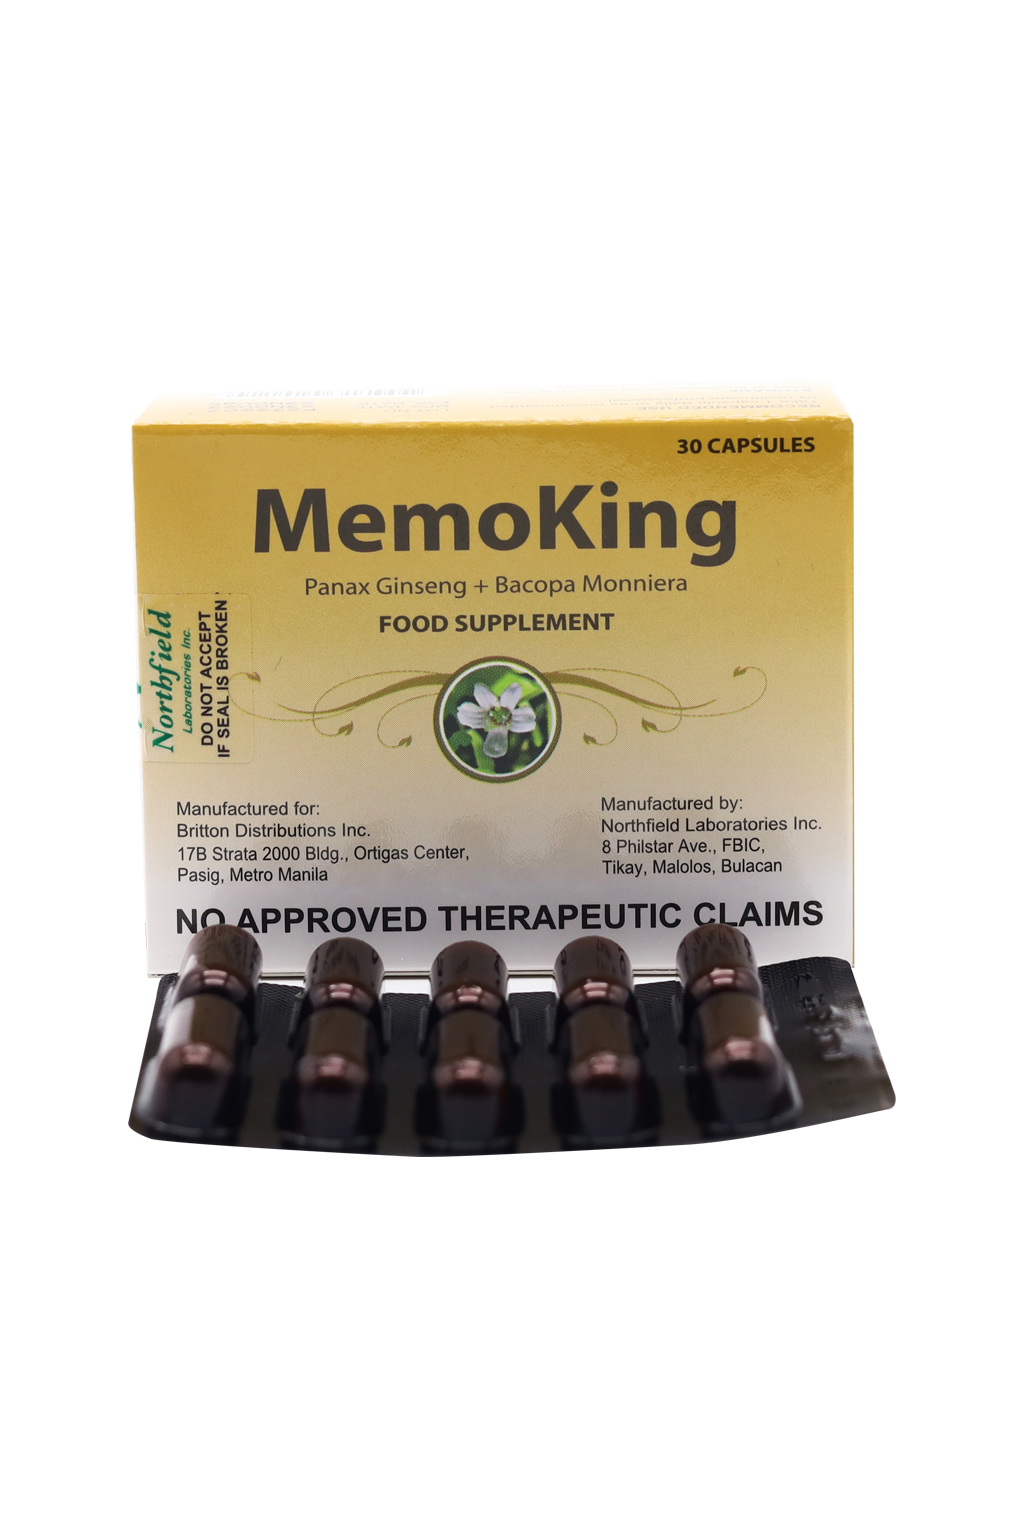 RECOMMENDED USE
30 CAPSULES
MemoKing
Panax Ginseng + Bacopa Monniera
FOOD SUPPLEMENT
Northfield
Laboratories Inc.
DO NOT ACCEPT
IF SEAL IS BROKEN
Manufactured for:
Britton Distributions Inc.
17B Strata 2000 Bldg., Ortigas Center,
Pasig, Metro Manila
Manufactured by:
Northfield Laboratories Inc.
8 Philstar Ave., FBIC,
Tikay, Malolos, Bulacan
NO APPROVED THERAPEUTIC CLAIMS